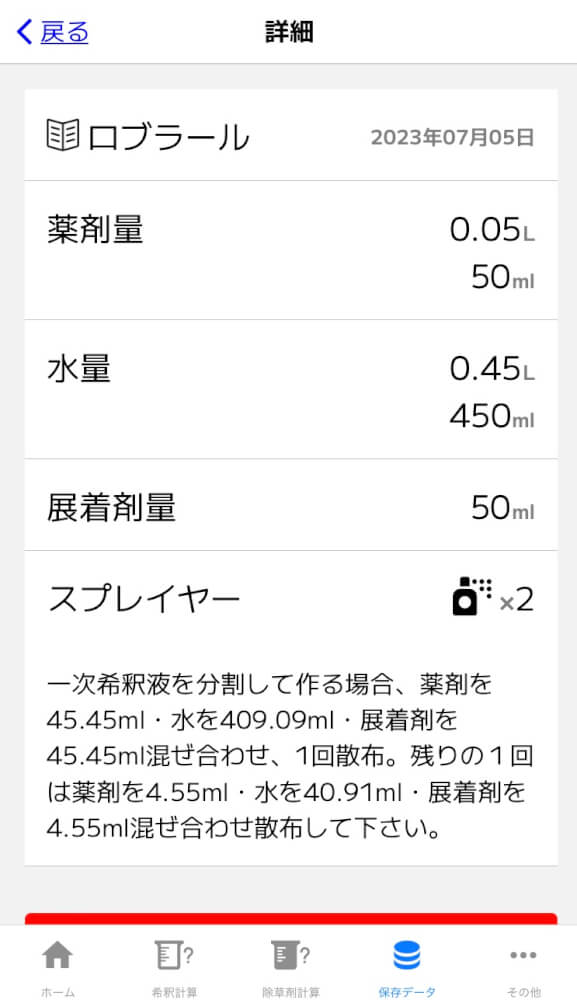 戻る
詳細
ロブラール 2023年07月05日
薬剤量 0.05L
50ml
水量 0.45L
450ml
展着剤量 50ml
スプレイヤー ×2
一次希釈液を分割して作る場合、薬剤を
45.45ml・水を409.09ml・展着剤を
45.45ml混ぜ合わせ、1回散布。残りの１回
は薬剤を4.55ml・水を40.91ml・展着剤を
4.55ml混ぜ合わせ散布して下さい。
ホーム 希釈計算 除草剤計算 保存データ その他